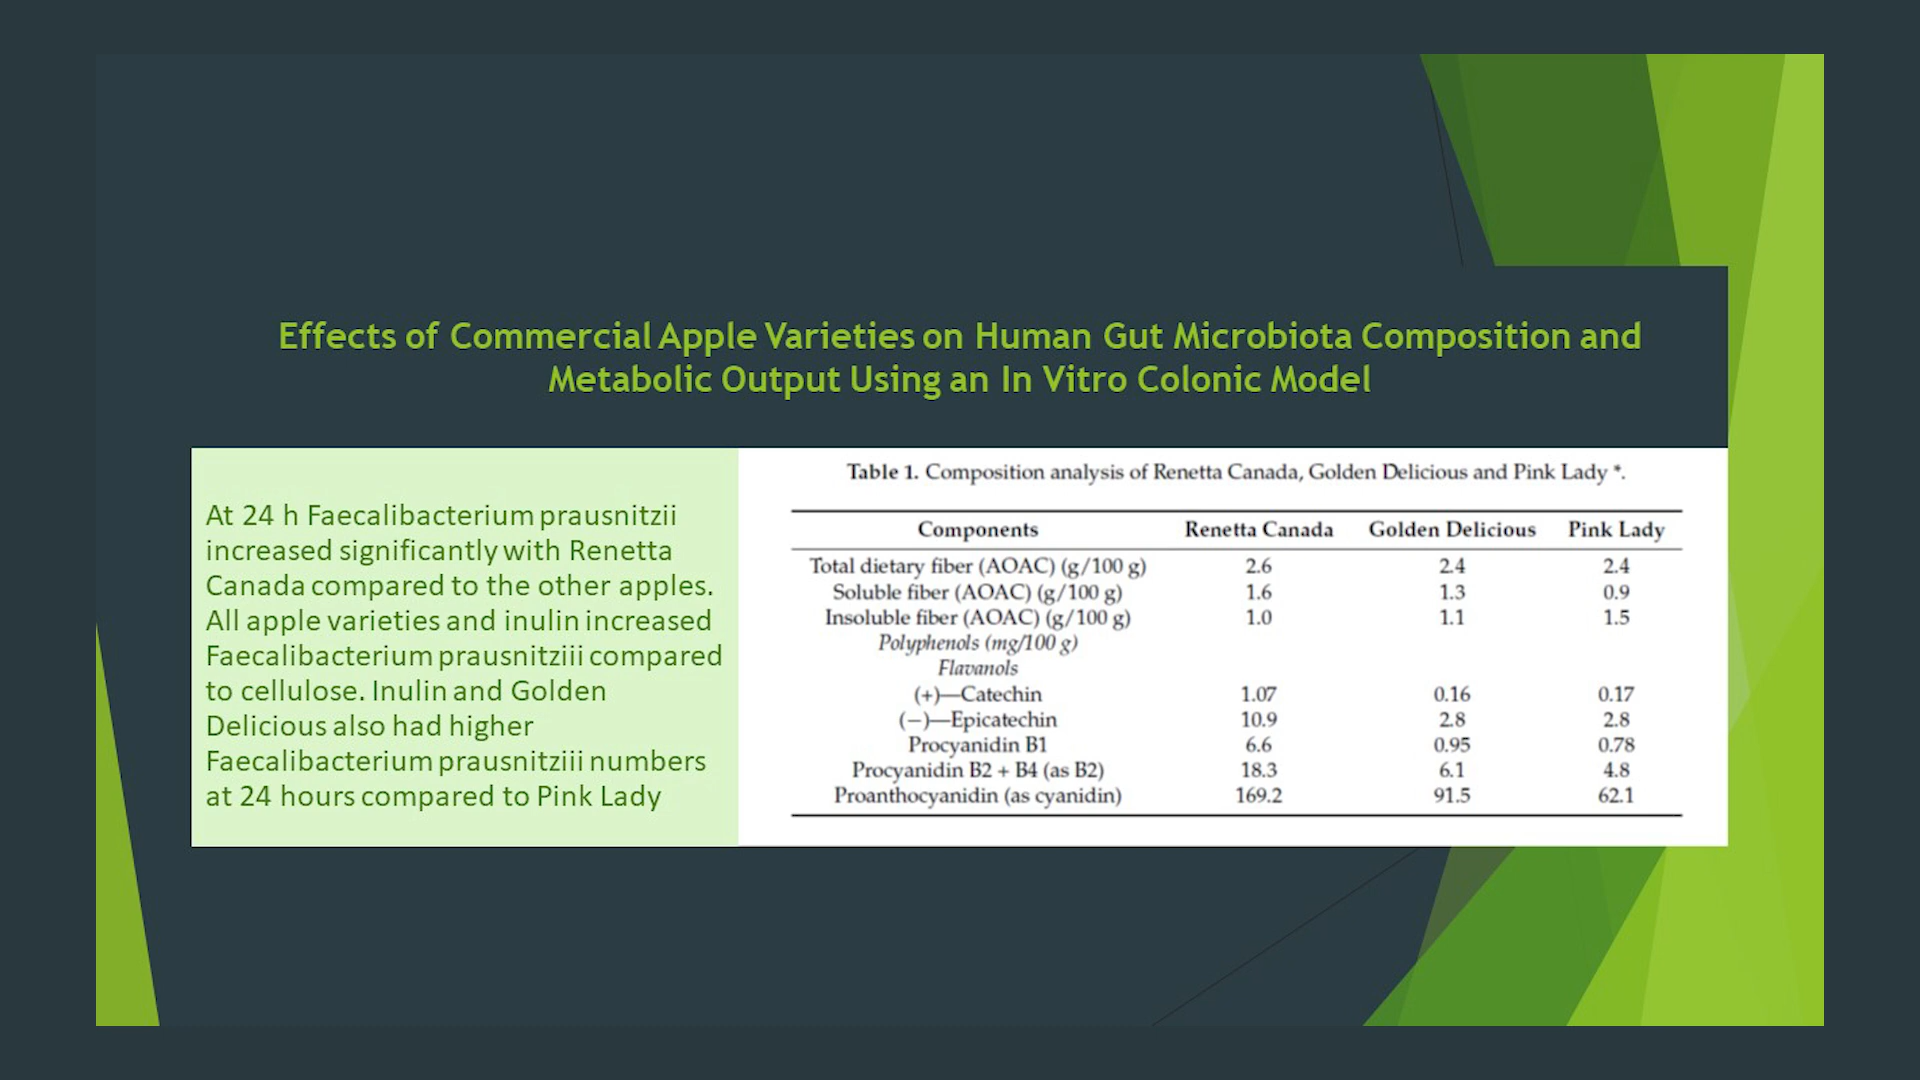 Effects of Commercial Apple Varieties on Human Gut Microbiota Composition and
Metabolic Output Using an In Vitro Colonic Model
At 24 h Faecalibacterium prausnitzii
increased significantly with Renetta
Canada compared to the other apples.
All apple varieties and inulin increased
Faecalibacterium prausnitziii compared
to cellulose. Inulin and Golden
Delicious also had higher
Faecalibacterium prausnitziii numbers
at 24 hours compared to Pink Lady
Table 1. Composition analysis of Renetta Canada, Golden Delicious and Pink Lady *.
Components Renetta Canada Golden Delicious Pink Lady
Total dietary fiber (AOAC) (g/100 g) 2.6 2.4 2.4
Soluble fiber (AOAC) (g/100 g) 1.6 1.3 0.9
Insoluble fiber (AOAC) (g/100 g) 1.0 1.1 1.5
Polyphenols (mg/100 g)
Flavanols
(+)—Catechin 1.07 0.16 0.17
(−)—Epicatechin 10.9 2.8 2.8
Procyanidin B1 6.6 0.95 0.78
Procyanidin B2 + B4 (as B2) 18.3 6.1 4.8
Proanthocyanidin (as cyanidin) 169.2 91.5 62.1